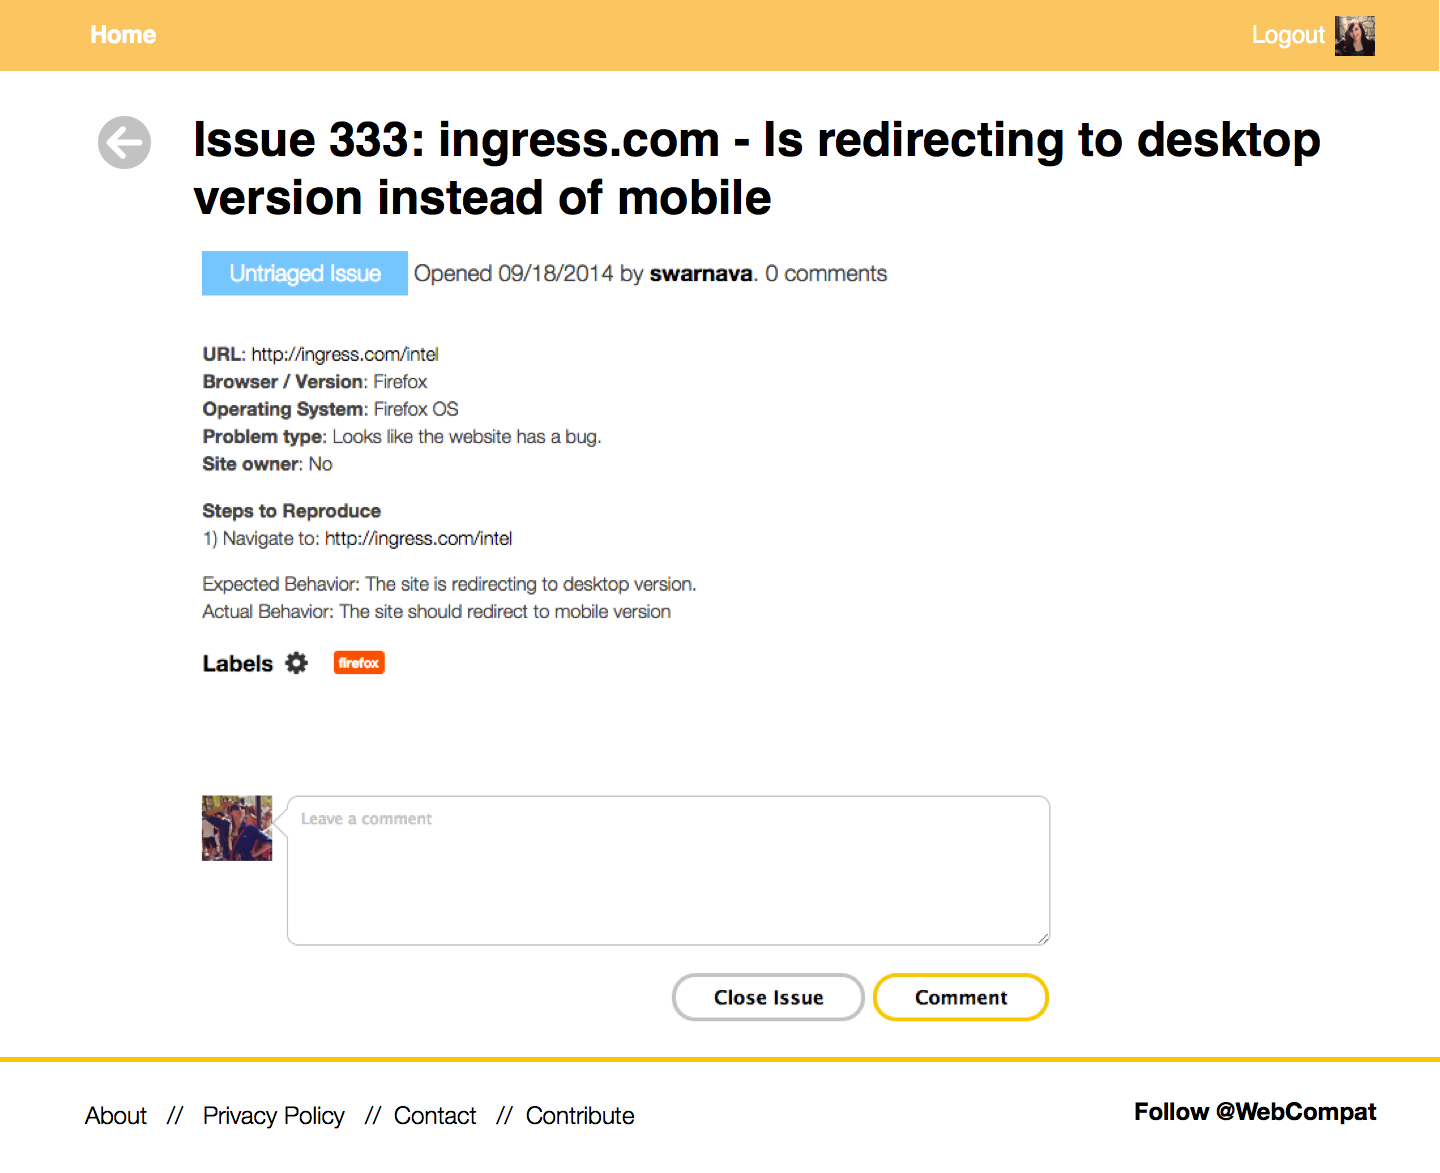 Home
Logout
Issue 333: ingress.com - Is redirecting to desktop
version instead of mobile
Untriaged Issue Opened 09/18/2014 by swarnava. 0 comments
URL: http://ingress.com/intel
Browser / Version: Firefox
Operating System: Firefox OS
Problem type: Looks like the website has a bug.
Site owner: No
Steps to Reproduce
1) Navigate to: http://ingress.com/intel
Expected Behavior: The site is redirecting to desktop version.
Actual Behavior: The site should redirect to mobile version
Labels firefox
Leave a comment
Close Issue Comment
About // Privacy Policy // Contact // Contribute
Follow @WebCompat